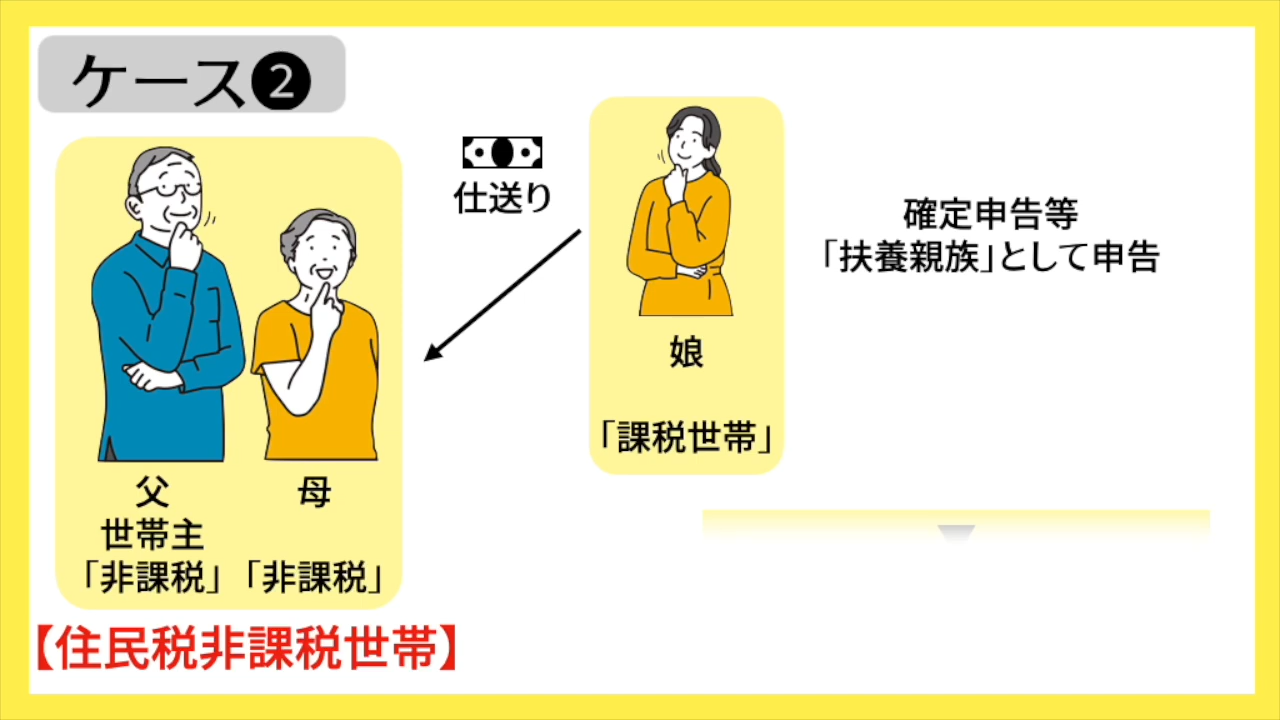 ケース❷
仕送り
確定申告等
「扶養親族」として申告
娘
「課税世帯」
父
世帯主
「非課税」
母
「非課税」
【住民税非課税世帯】